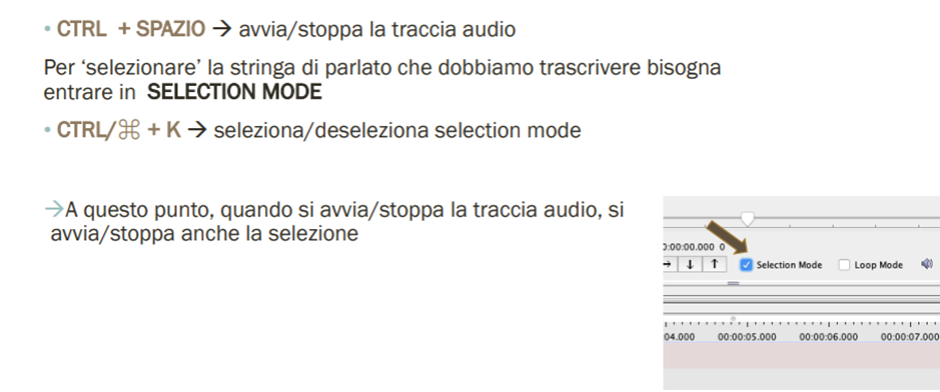 • CTRL + SPAZIO → avvia/stoppa la traccia audio
Per ‘selezionare’ la stringa di parlato che dobbiamo trascrivere bisogna
entrare in SELECTION MODE
• CTRL/⌘ + K → seleziona/deseleziona selection mode
→A questo punto, quando si avvia/stoppa la traccia audio, si
avvia/stoppa anche la selezione
0:00:00.000 0
→ ↓ ↑ Selection Mode Loop Mode
04.000 00:00:05.000 00:00:06.000 00:00:07.000